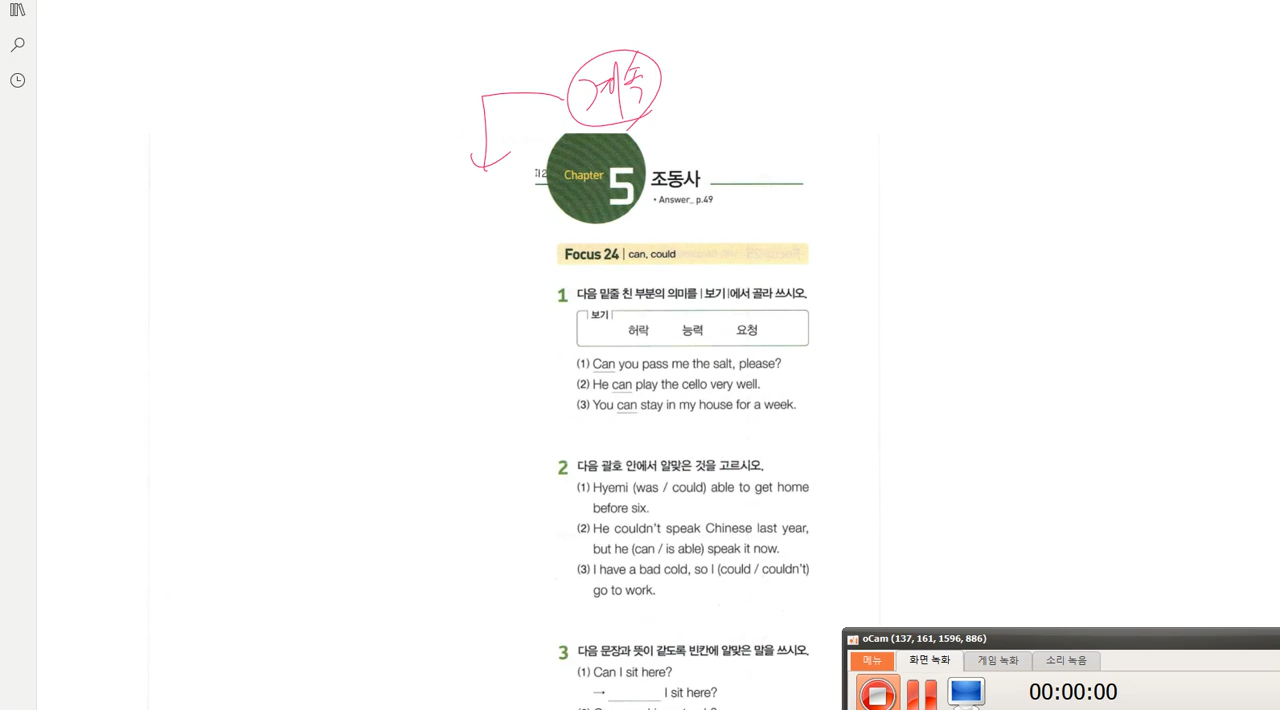 계속
Chapter 5 조동사
• Answer_ p.49
Focus 24 | can, could
1 다음 밑줄 친 부분의 의미를 |보기|에서 골라 쓰시오.
보기
허락 능력 요청
(1) Can you pass me the salt, please?
(2) He can play the cello very well.
(3) You can stay in my house for a week.
2 다음 괄호 안에서 알맞은 것을 고르시오.
(1) Hyemi (was / could) able to get home
before six.
(2) He couldn't speak Chinese last year,
but he (can / is able) speak it now.
(3) I have a bad cold, so I (could / couldn't)
go to work.
3 다음 문장과 뜻이 같도록 빈칸에 알맞은 말을 쓰시오.
(1) Can I sit here?
→ ________ I sit here?
oCam (137, 161, 1596, 886)
메뉴 화면 녹화 게임 녹화 소리 녹음
00:00:00